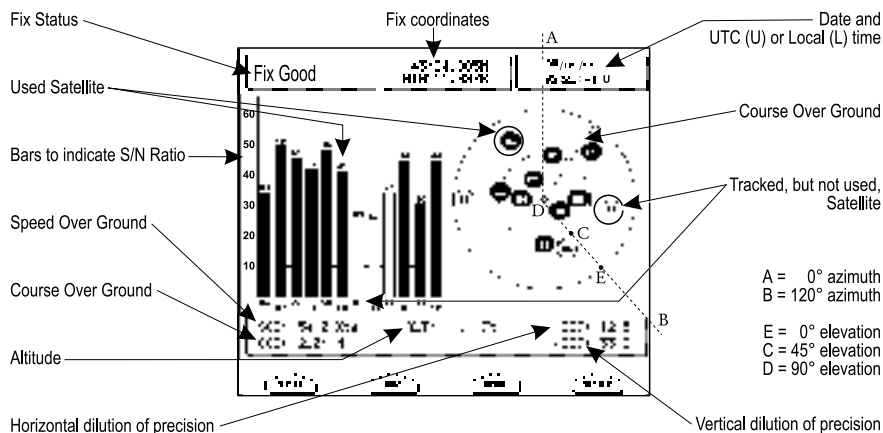 Fix Status
Fix coordinates
Date and
UTC (U) or Local (L) time
A
Fix Good
Used Satellite
Course Over Ground
60
50
Bars to indicate S/N Ratio
40
30
20
10
Tracked, but not used,
Satellite
D
C
E
B
Speed Over Ground
Course Over Ground
A = 0° azimuth
B = 120° azimuth
E = 0° elevation
C = 45° elevation
D = 90° elevation
Altitude
Horizontal dilution of precision
Vertical dilution of precision